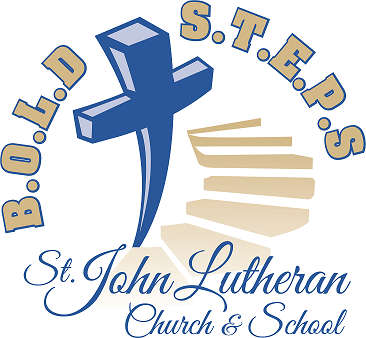 B.O.L.D
S.T.E.P.S
St. John Lutheran
Church & School